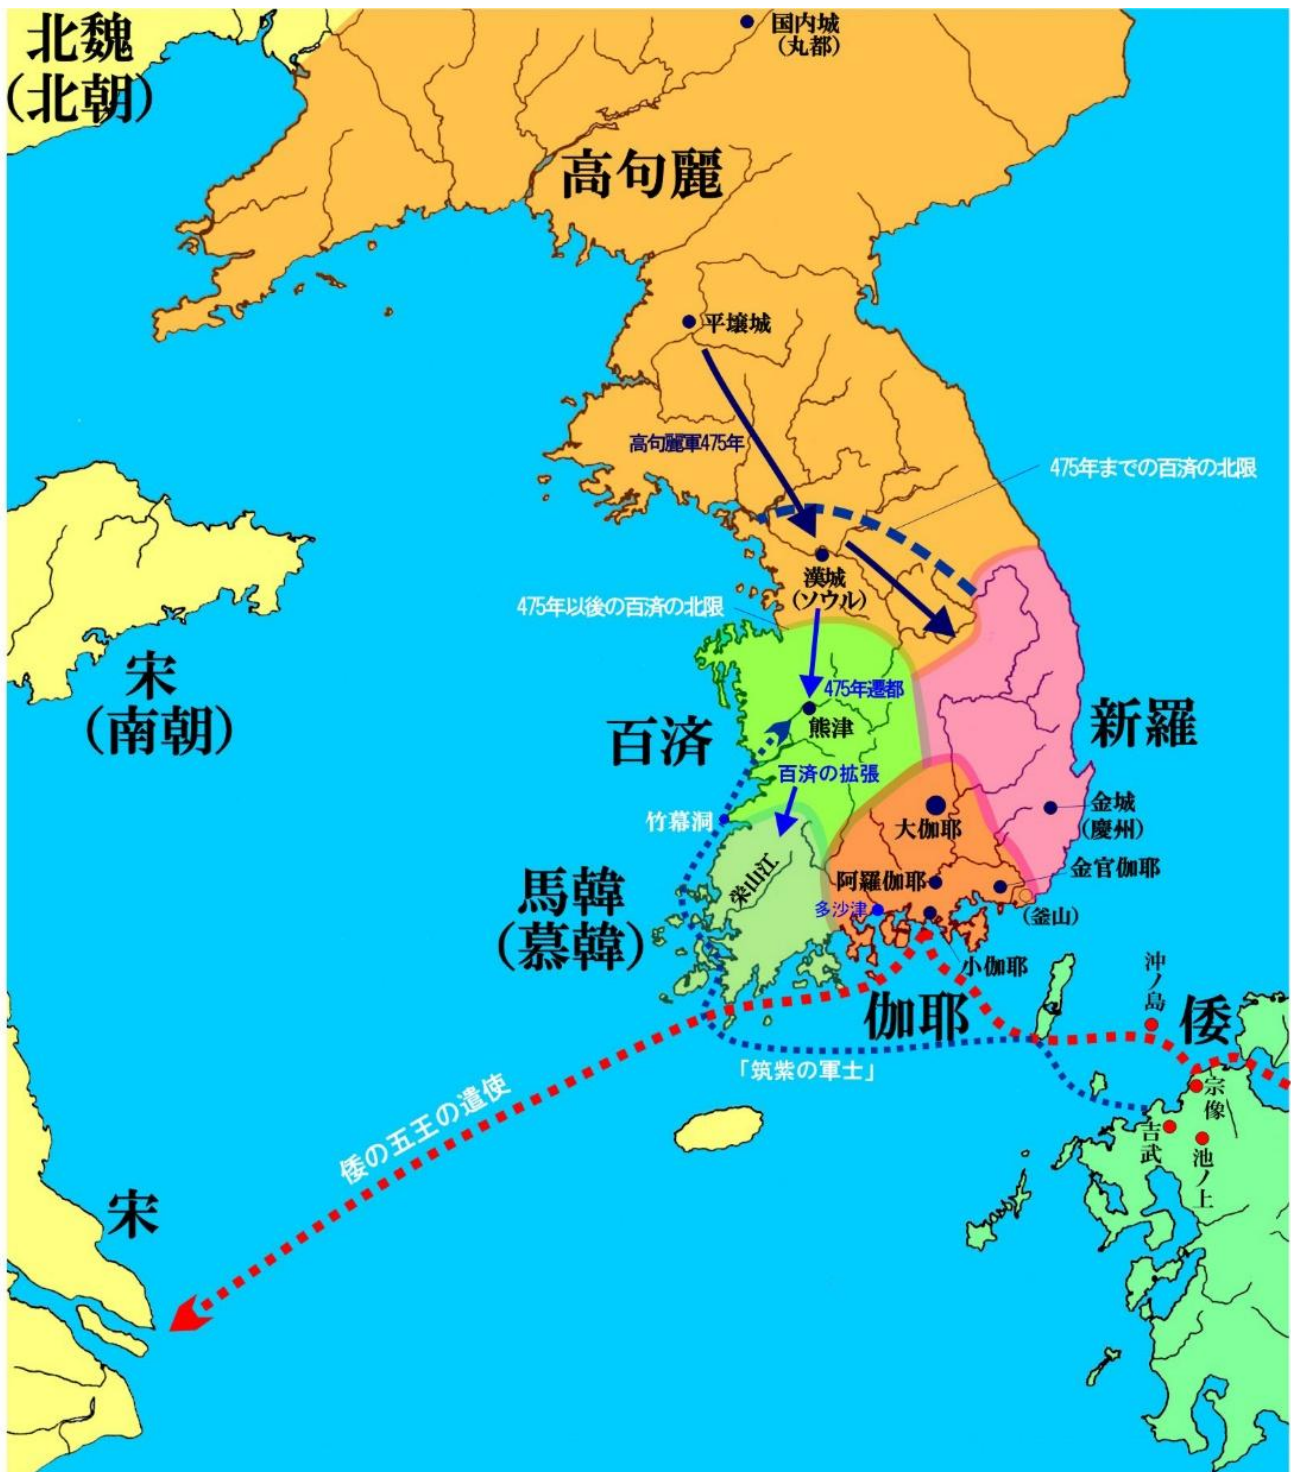 北魏
(北朝)
国内城
(丸都)
高句麗
平壌城
高句麗軍475年
475年までの百済の北限
漢城
(ソウル)
475年以後の百済の北限
宋
(南朝)
475年遷都
熊津
百済
新羅
百済の拡張
竹幕洞
大伽耶
金城
(慶州)
栄山江
馬韓
(慕韓)
阿羅伽耶
金官伽耶
多沙津
(釜山)
小伽耶
伽耶
沖ノ島
倭
「筑紫の軍士」
宗像
吉武
池ノ上
倭の五王の遣使
宋